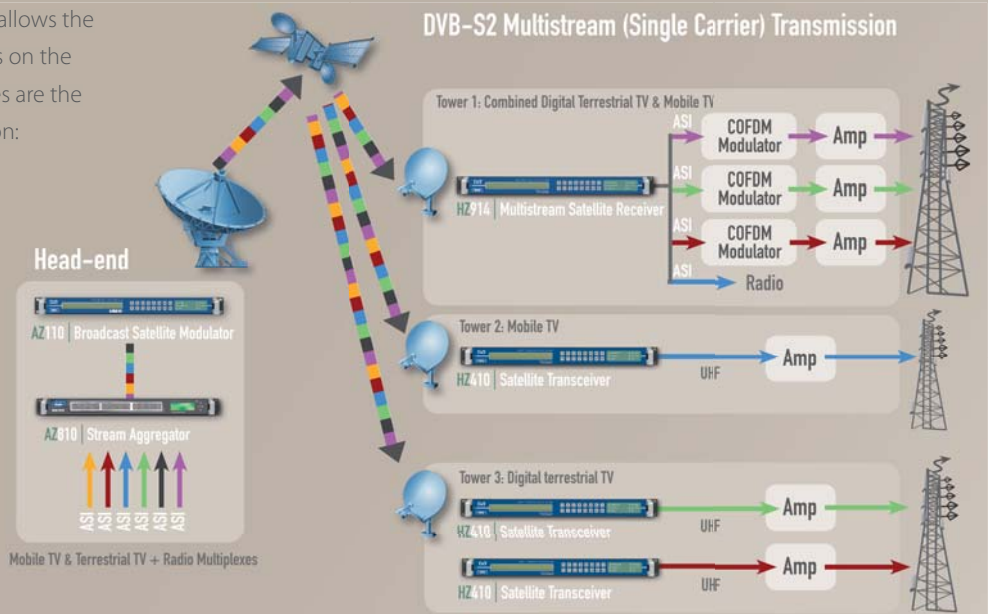 allows the
s on the
es are the
on:
DVB-S2 Multistream (Single Carrier) Transmission
Tower 1: Combined Digital Terrestrial TV & Mobile TV
ASI
COFDM
Modulator
Amp
HZ914 | Multistream Satellite Receiver
ASI
COFDM
Modulator
Amp
ASI
COFDM
Modulator
Amp
ASI
Radio
Head-end
AZ110 | Broadcast Satellite Modulator
AZ810 | Stream Aggregator
ASI
ASI
ASI
ASI
ASI
ASI
Mobile TV & Terrestrial TV + Radio Multiplexes
Tower 2: Mobile TV
HZ410 | Satellite Transceiver
UHF
Amp
Tower 3: Digital terrestrial TV
HZ410 | Satellite Transceiver
UHF
Amp
HZ410 | Satellite Transceiver
UHF
Amp